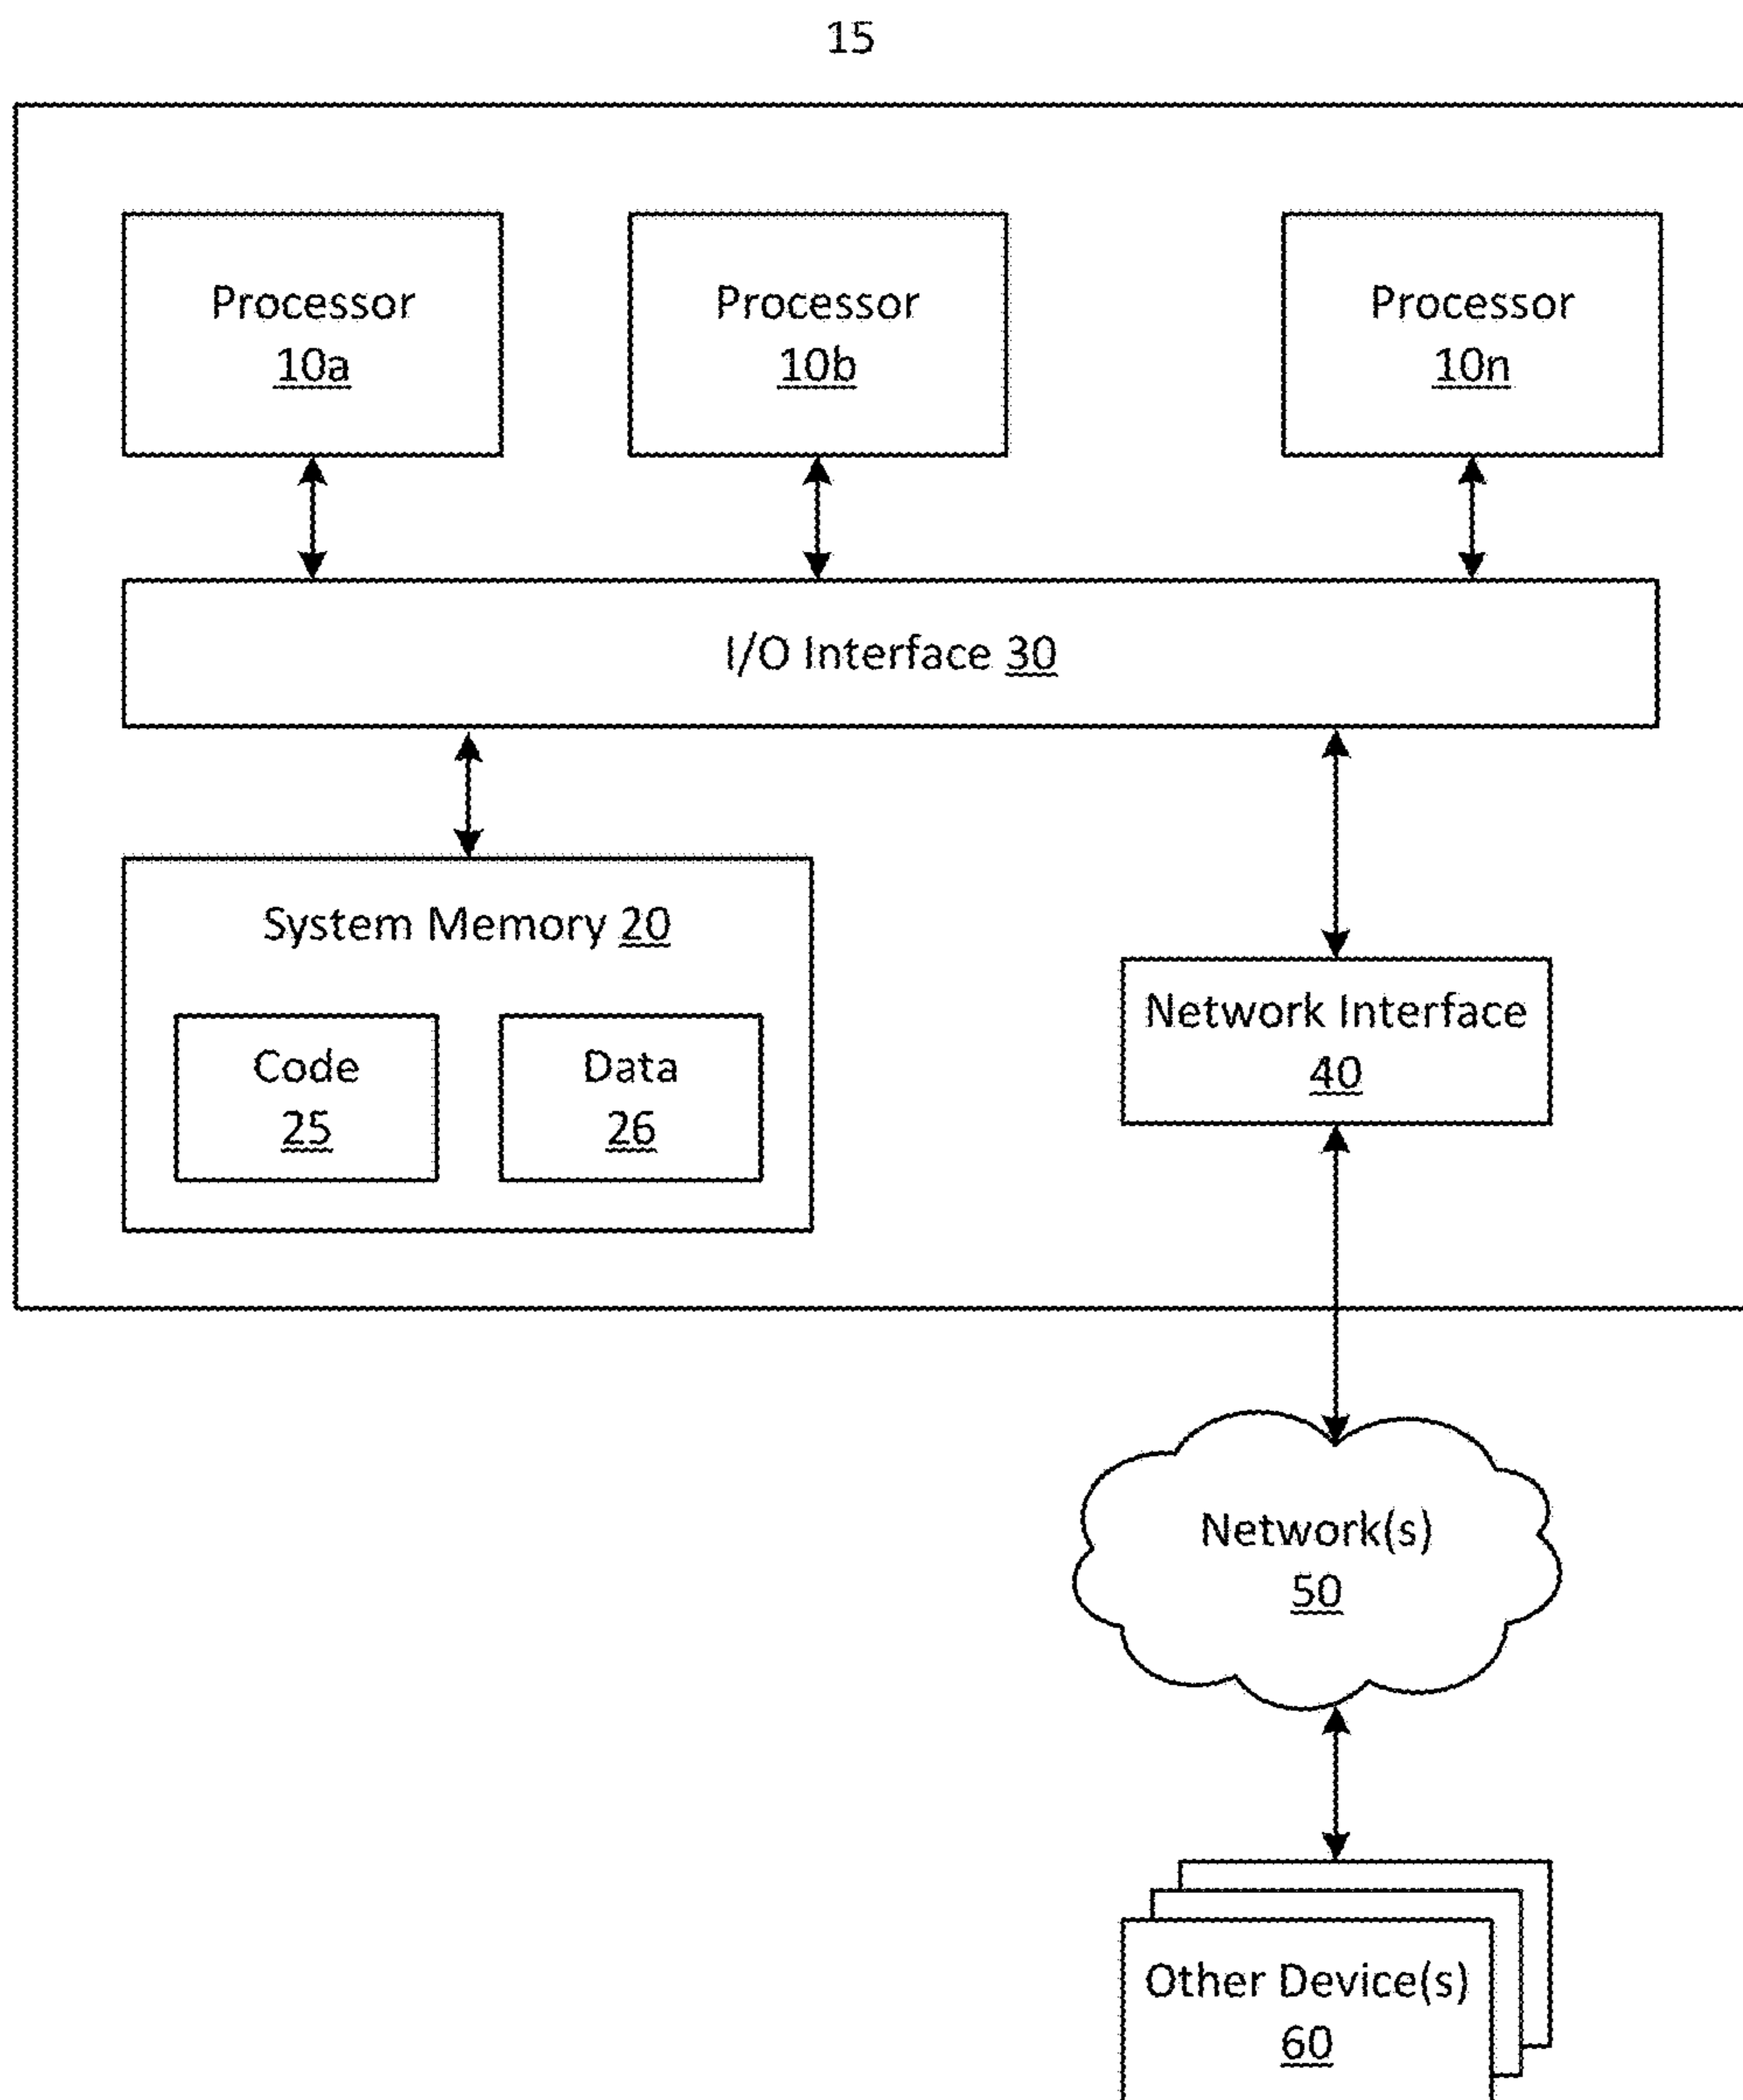 15
Processor
10a
Processor
10b
Processor
10n
I/O Interface 30
System Memory 20
Code
25
Data
26
Network Interface
40
Network(s)
50
Other Device(s)
60